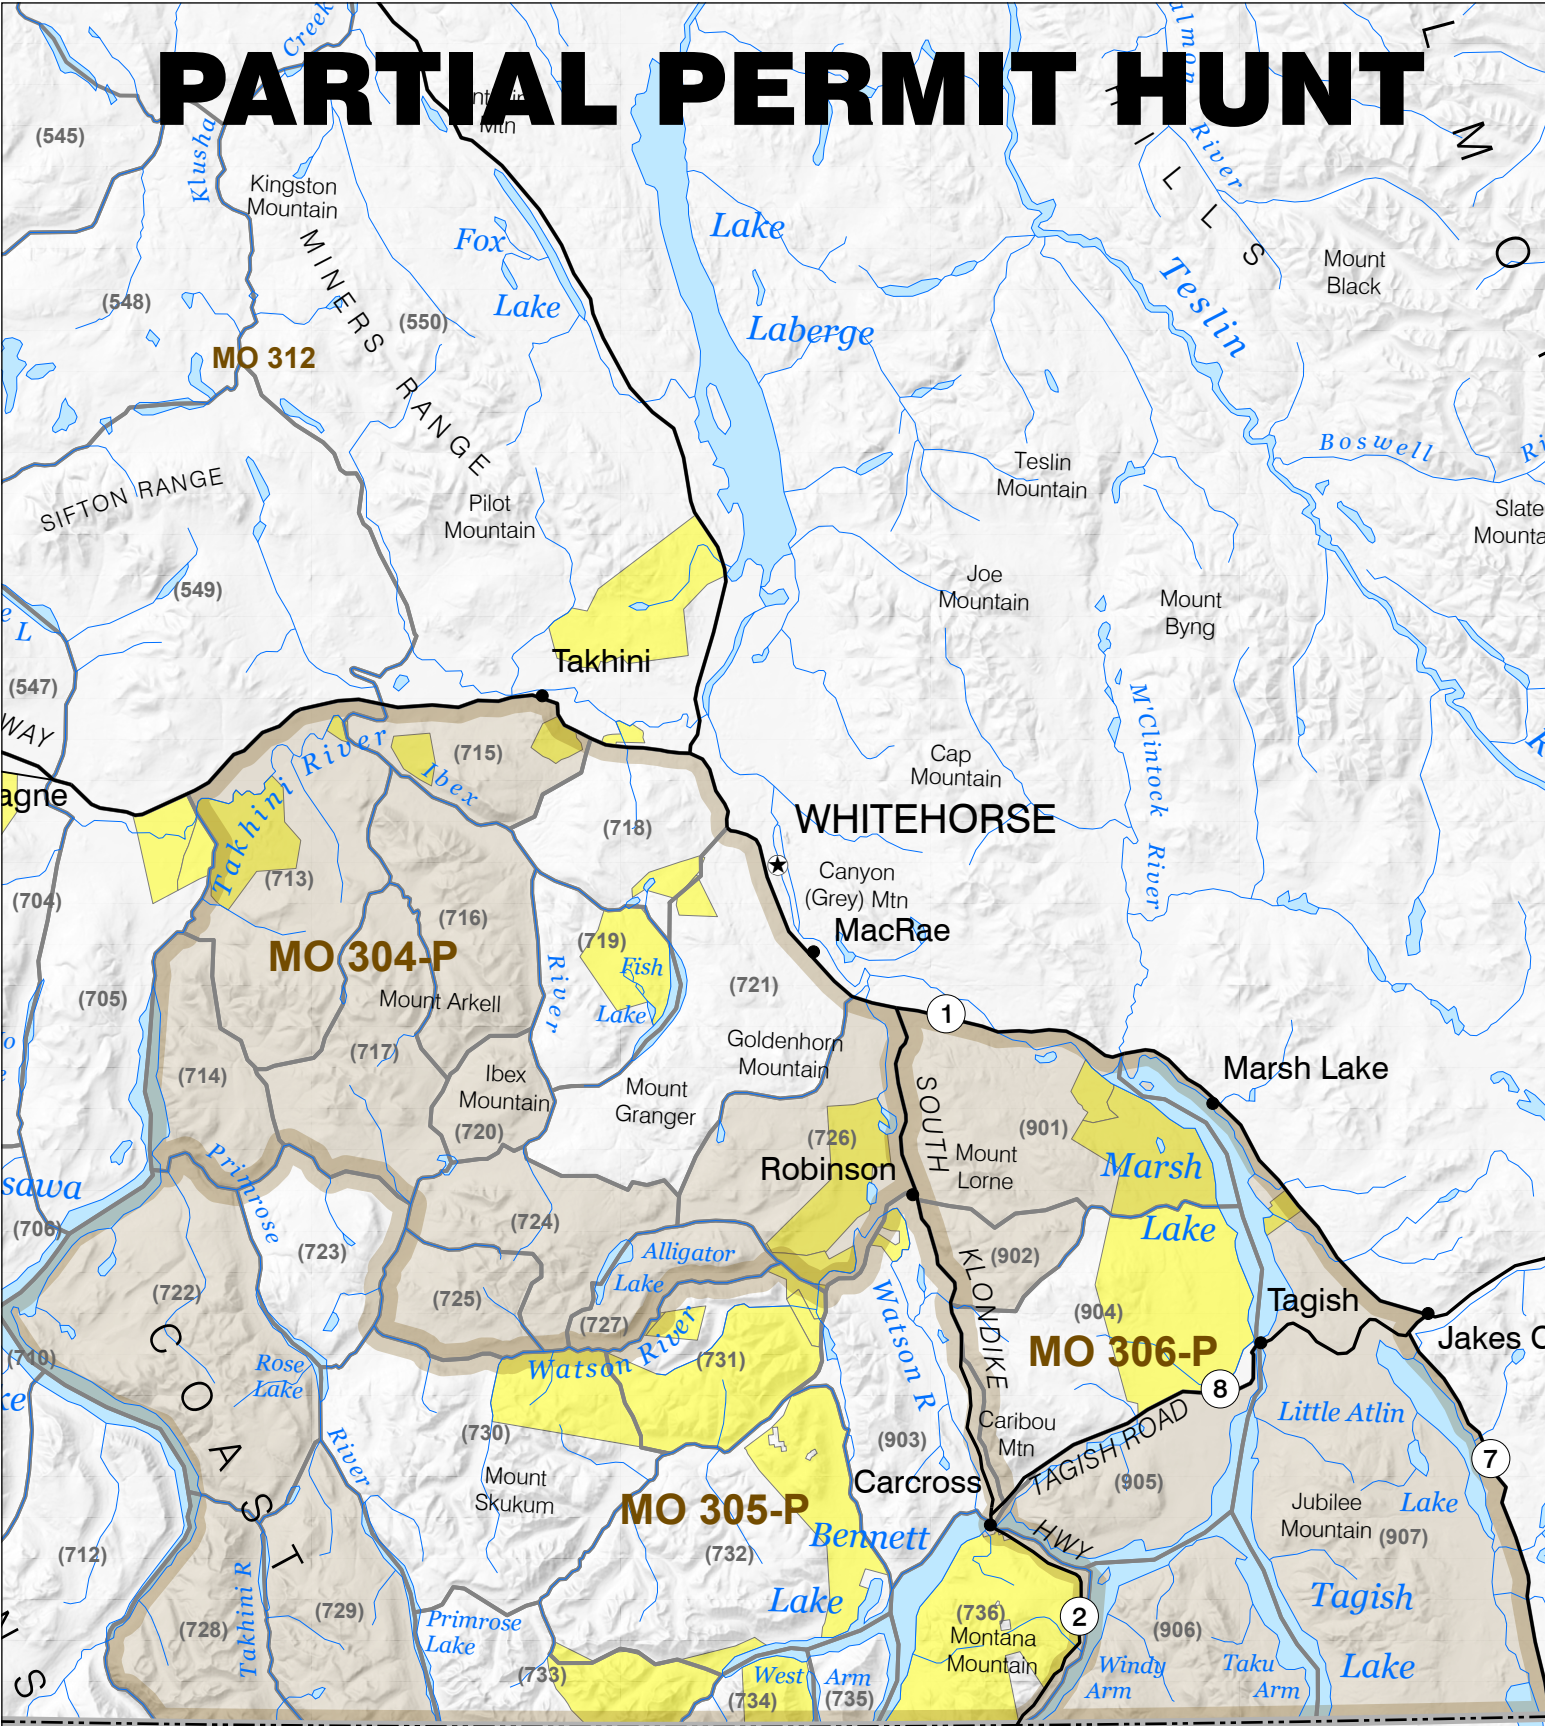 PARTIAL PERMIT HUNT
Creek
Mtn
River
(545)
Klusha
Kingston
Mountain
MINERS RANGE
Fox
Lake
Lake
Laberge
HILLS
Teslin
Mount
Black
L
M
O
(548)
(550)
MO 312
SIFTON RANGE
Pilot
Mountain
Teslin
Mountain
Boswell
Ri
Slate
Mounta
(549)
Joe
Mountain
Mount
Byng
e L
(547)
WAY
Takhini
agne
Takhini River
Ibex
River
(715)
M'Clintock River
Cap
Mountain
WHITEHORSE
(718)
Canyon
(Grey) Mtn
MacRae
(704)
(713)
(716)
(719)
MO 304-P
Fish
Lake
Mount Arkell
(705)
(721)
1
Goldenhorn
Mountain
(714)
(717)
Ibex
Mountain
(720)
Mount
Granger
Marsh Lake
SOUTH
KLONDIKE
HWY
(901)
Mount
Lorne
(726)
Robinson
Marsh
Lake
Primrose
River
sawa
(706)
(723)
(724)
Alligator
Lake
(902)
(722)
(725)
(727)
Watson River
Watson R
(904)
Tagish
Jakes C
MO 306-P
8
(710)
ke
COAST
Rose
Lake
(731)
Caribou
Mtn
TAGISH ROAD
Little Atlin
Lake
7
(730)
(903)
Carcross
(905)
Mount
Skukum
MO 305-P
Bennett
Lake
Jubilee
Mountain
(907)
(712)
(732)
Tagish
Lake
Takhini R
(728)
(729)
Primrose
Lake
(736)
Montana
Mountain
2
(906)
Windy
Arm
Taku
Arm
(733)
West Arm
(734)
(735)
S